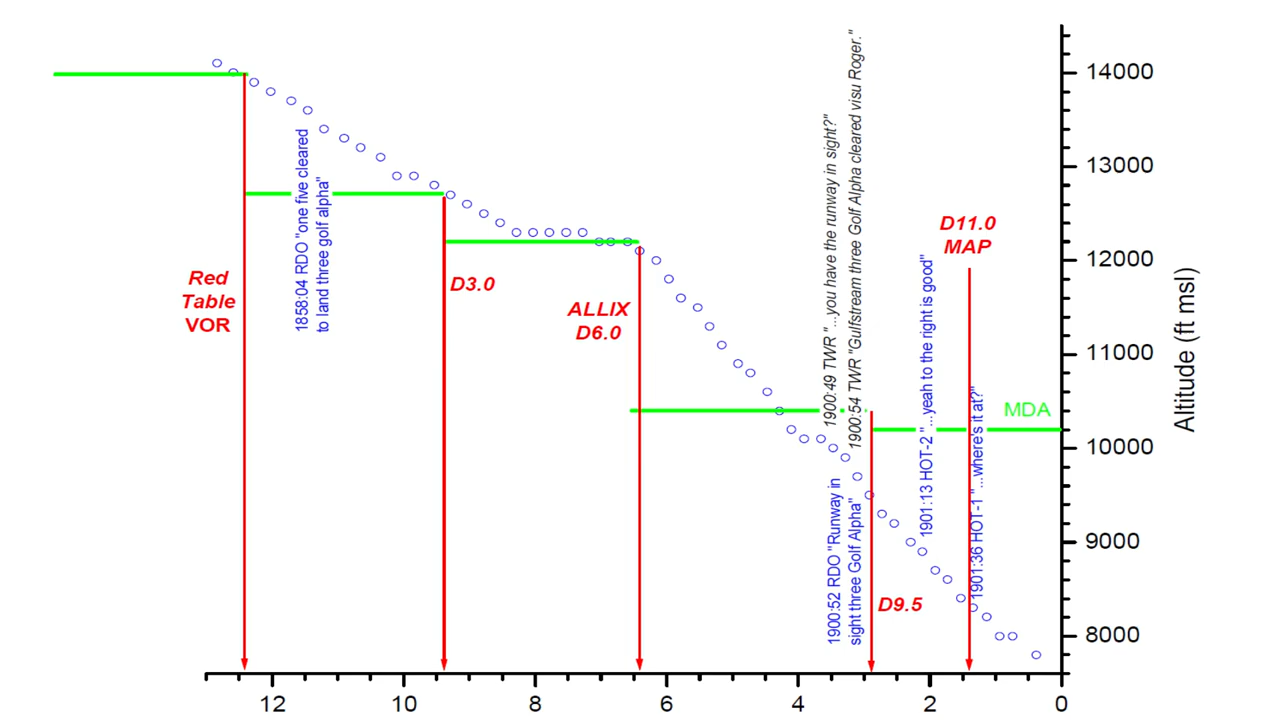 14000
13000
12000
11000
10000
9000
8000
Altitude (ft msl)
12
10
8
6
4
2
0
Red
Table
VOR
1858:04 RDO "one five cleared
to land three golf alpha"
D3.0
ALLIX
D6.0
1900:49 TWR "...you have the runway in sight?"
1900:54 TWR "Gulfstream three Golf Alpha cleared visu Roger."
1900:52 RDO "Runway in
sight three Golf Alpha"
D9.5
1901:13 HOT-2 "...yeah to the right is good"
D11.0
MAP
1901:36 HOT-1 "...where's it at?"
MDA